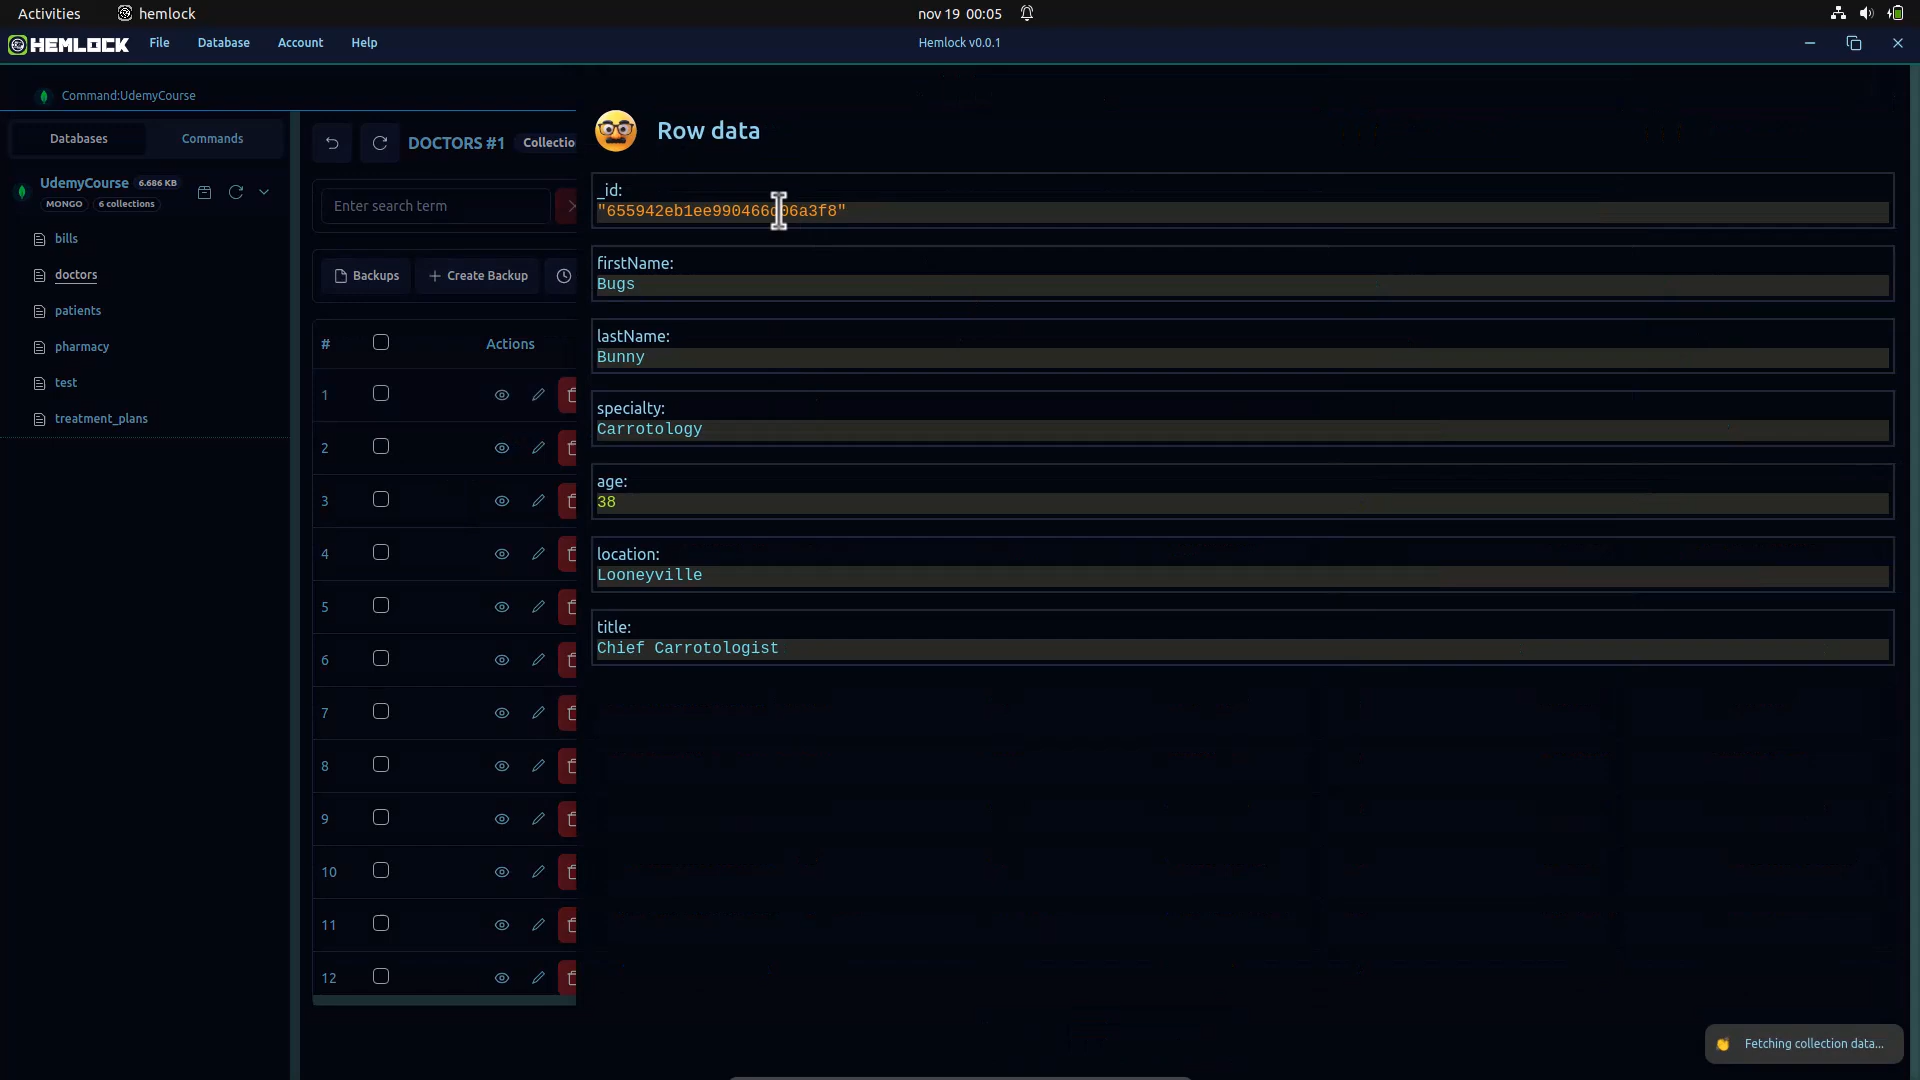 Activities hemlock nov 19 00:05
HEMLOCK File Database Account Help Hemlock v0.0.1
Command:UdemyCourse
Databases Commands
UdemyCourse 6.686 KB
MONGO 6 collections
bills
doctors
patients
pharmacy
test
treatment_plans
DOCTORS #1 Collectio
Enter search term
Backups Create Backup
# Actions
1
2
3
4
5
6
7
8
9
10
11
12
Row data
_id:
"655942eb1ee990466d06a3f8"
firstName:
Bugs
lastName:
Bunny
specialty:
Carrotology
age:
38
location:
Looneyville
title:
Chief Carrotologist
Fetching collection data...